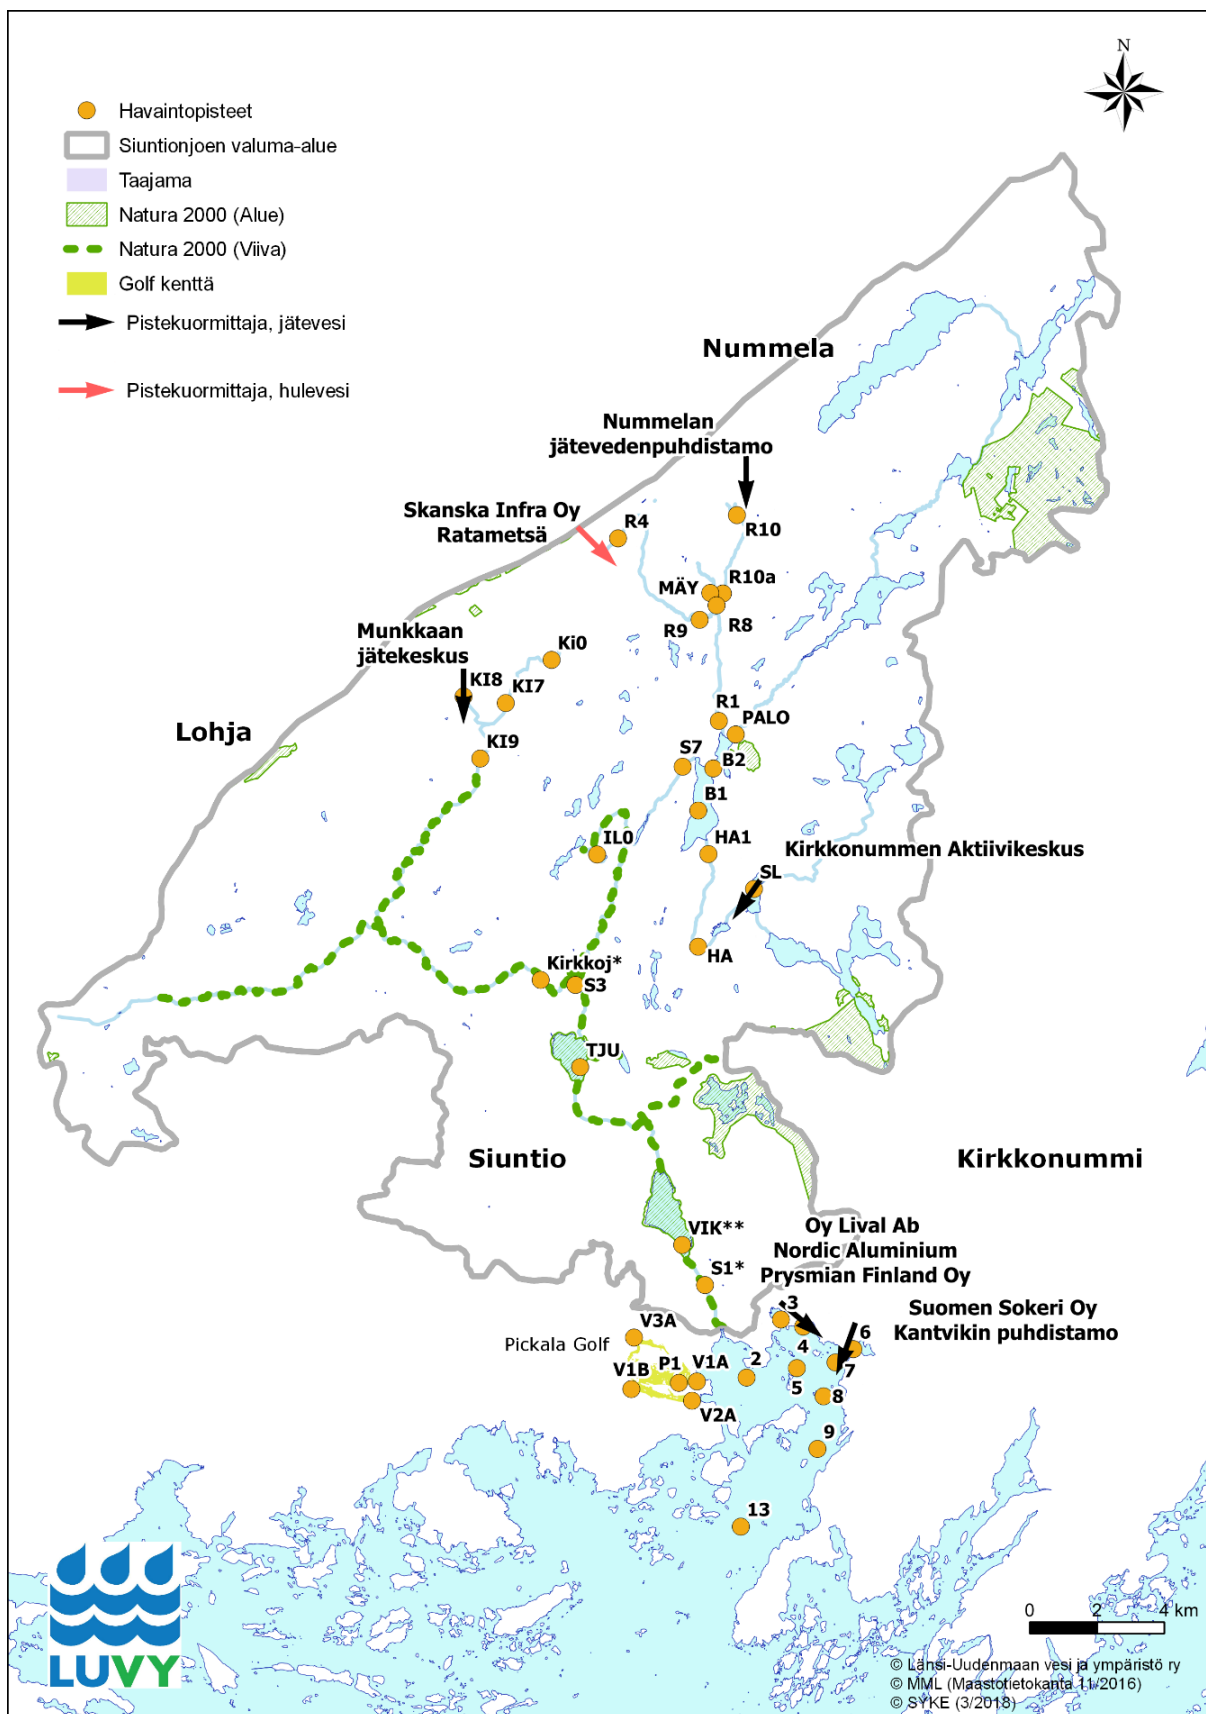 N
Havaintopisteet
Siuntionjoen valuma-alue
Taajama
Natura 2000 (Alue)
Natura 2000 (Viiva)
Golf kenttä
Pistekuormittaja, jätevesi
Pistekuormittaja, hulevesi
Nummela
Nummelan
jätevedenpuhdistamo
Skanska Infra Oy
Ratametsä
R4
R10
MÄY
R10a
R9
R8
Munkkaan
jätekeskus
Ki0
KI8
KI7
Lohja
R1
PALO
KI9
S7
B2
B1
IL0
HA1
Kirkkonummen Aktiivikeskus
SL
HA
Kirkkoj*
S3
TJU
Siuntio
Kirkkonummi
VIK**
Oy Lival Ab
Nordic Aluminium
Prysmian Finland Oy
S1*
3
Suomen Sokeri Oy
Kantvikin puhdistamo
V3A
4
6
Pickala Golf
V1B
P1
V1A
2
5
7
V2A
8
9
13
0 2 4 km
LUVY
© Länsi-Uudenmaan vesi ja ympäristö ry
© MML (Maastotietokanta 11/2016)
© SYKE (3/2018)